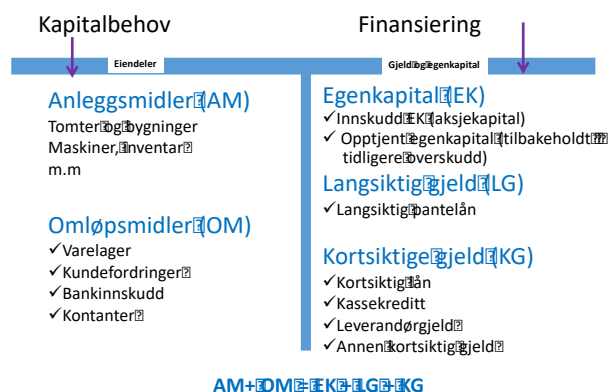 Kapitalbehov
Finansiering
Eiendeler
Gjeld og egenkapital
Anleggsmidler (AM)
Tomter og bygninger
Maskiner, Inventar
m.m
Omløpsmidler (OM)
✓Varelager
✓Kundefordringer
✓Bankinnskudd
✓Kontanter
Egenkapital (EK)
✓Innskudd EK (aksjekapital)
✓ Opptjent egenkapital (tilbakeholdt
tidligere overskudd)
Langsiktig gjeld (LG)
✓Langsiktig pantelån
Kortsiktige gjeld (KG)
✓Kortsiktig lån
✓Kassekreditt
✓Leverandørgjeld
✓Annen kortsiktig gjeld
AM+ OM = EK + LG + KG